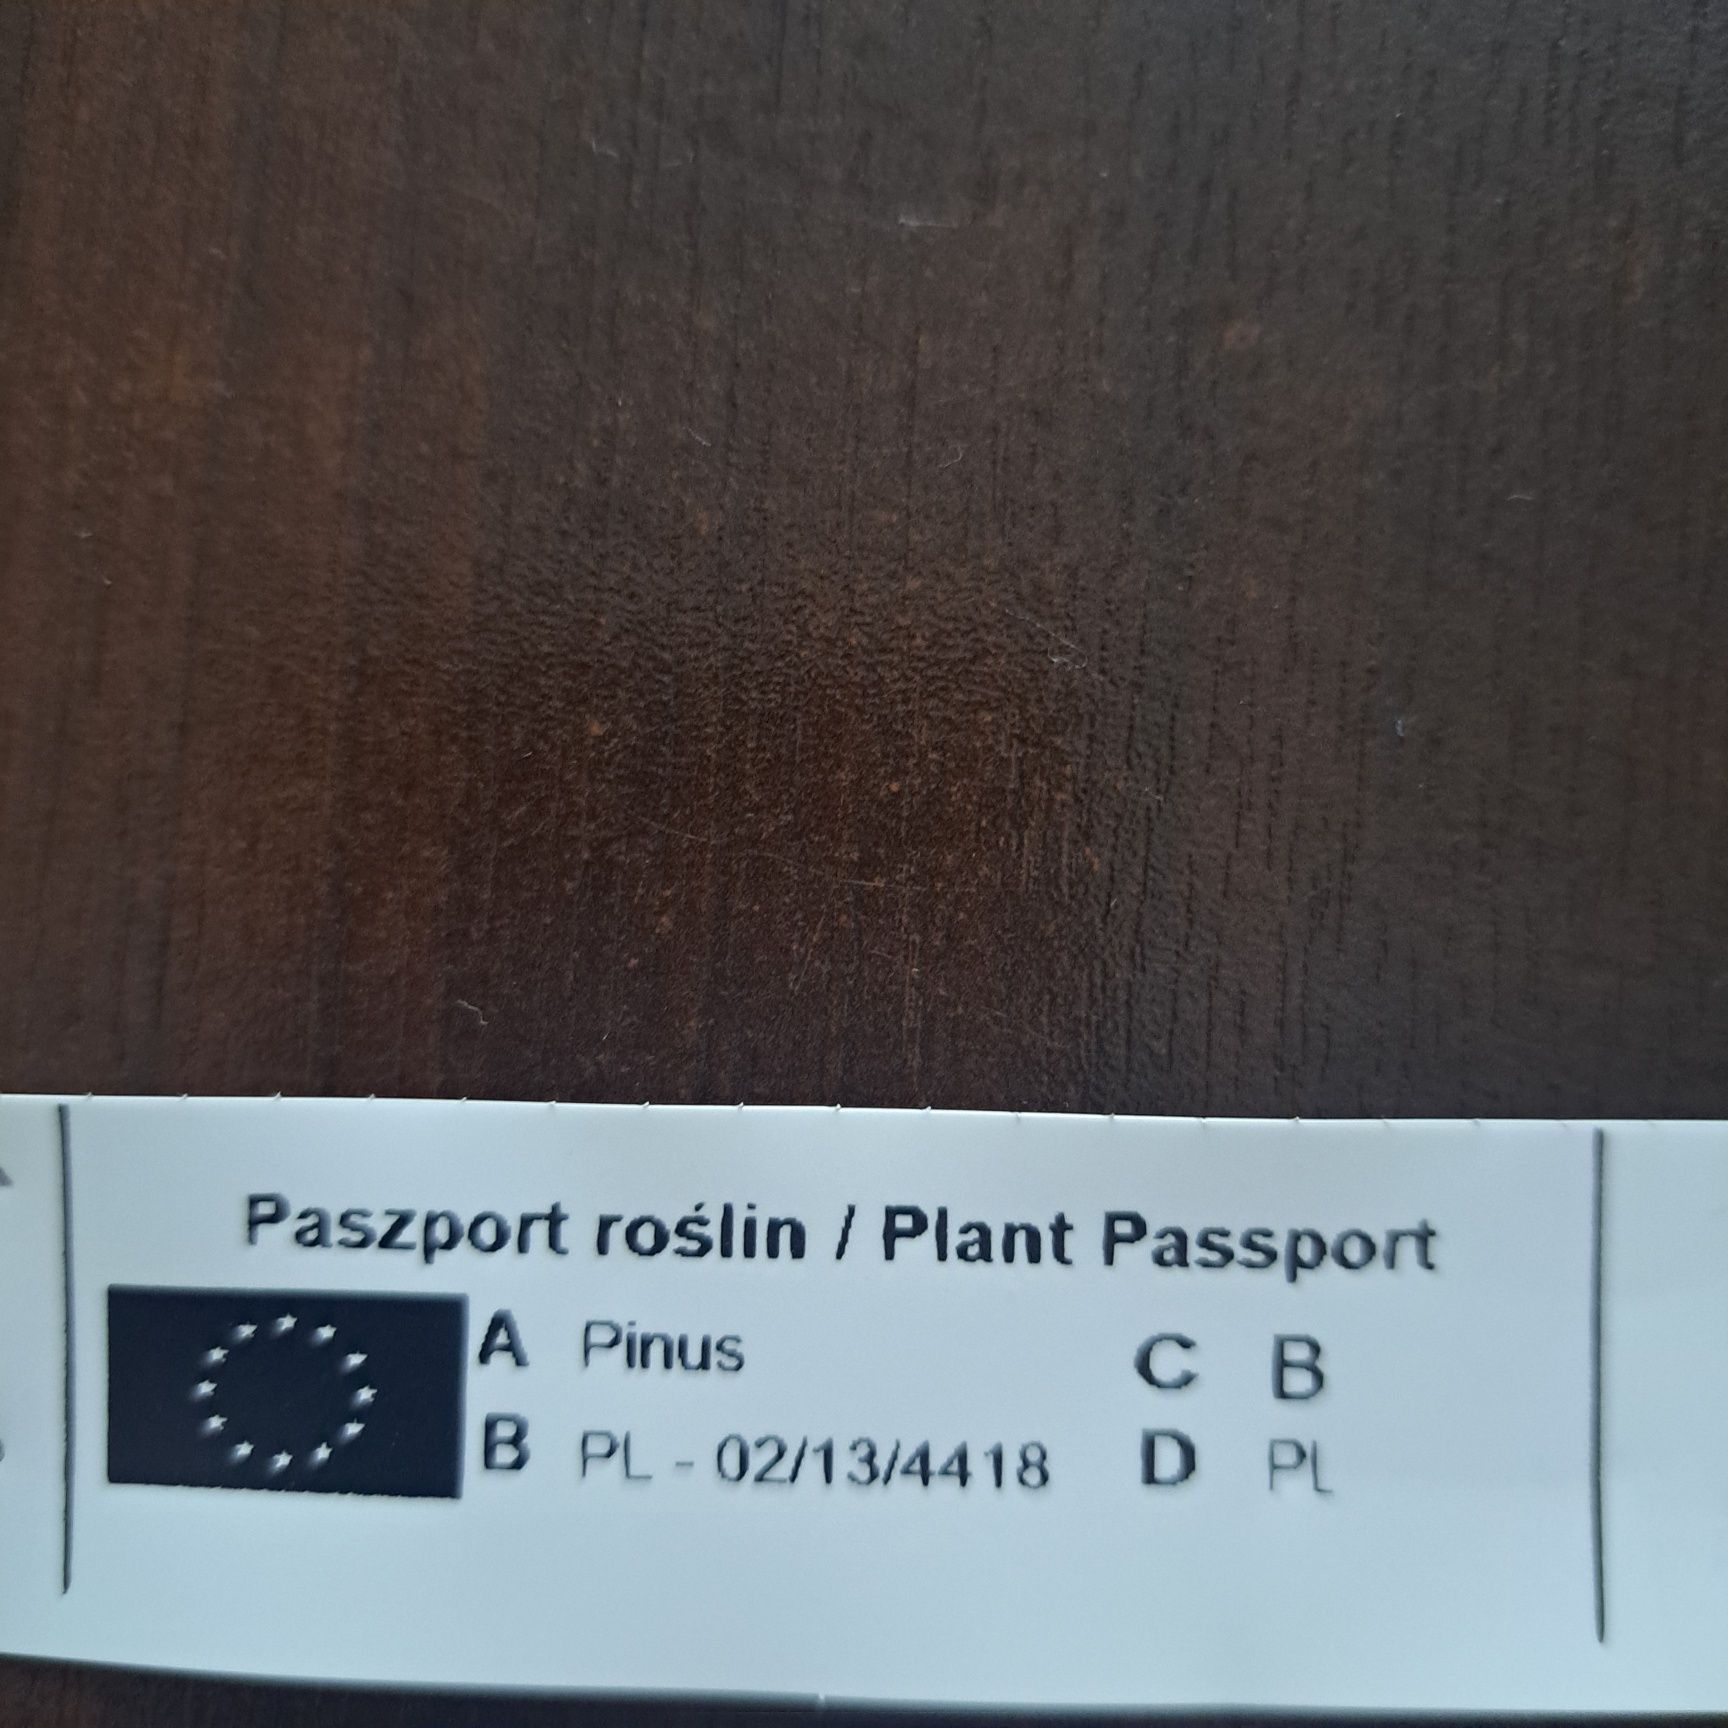 Paszport roślin / Plant Passport
A Pinus C B
B PL - 02/13/4418 D PL